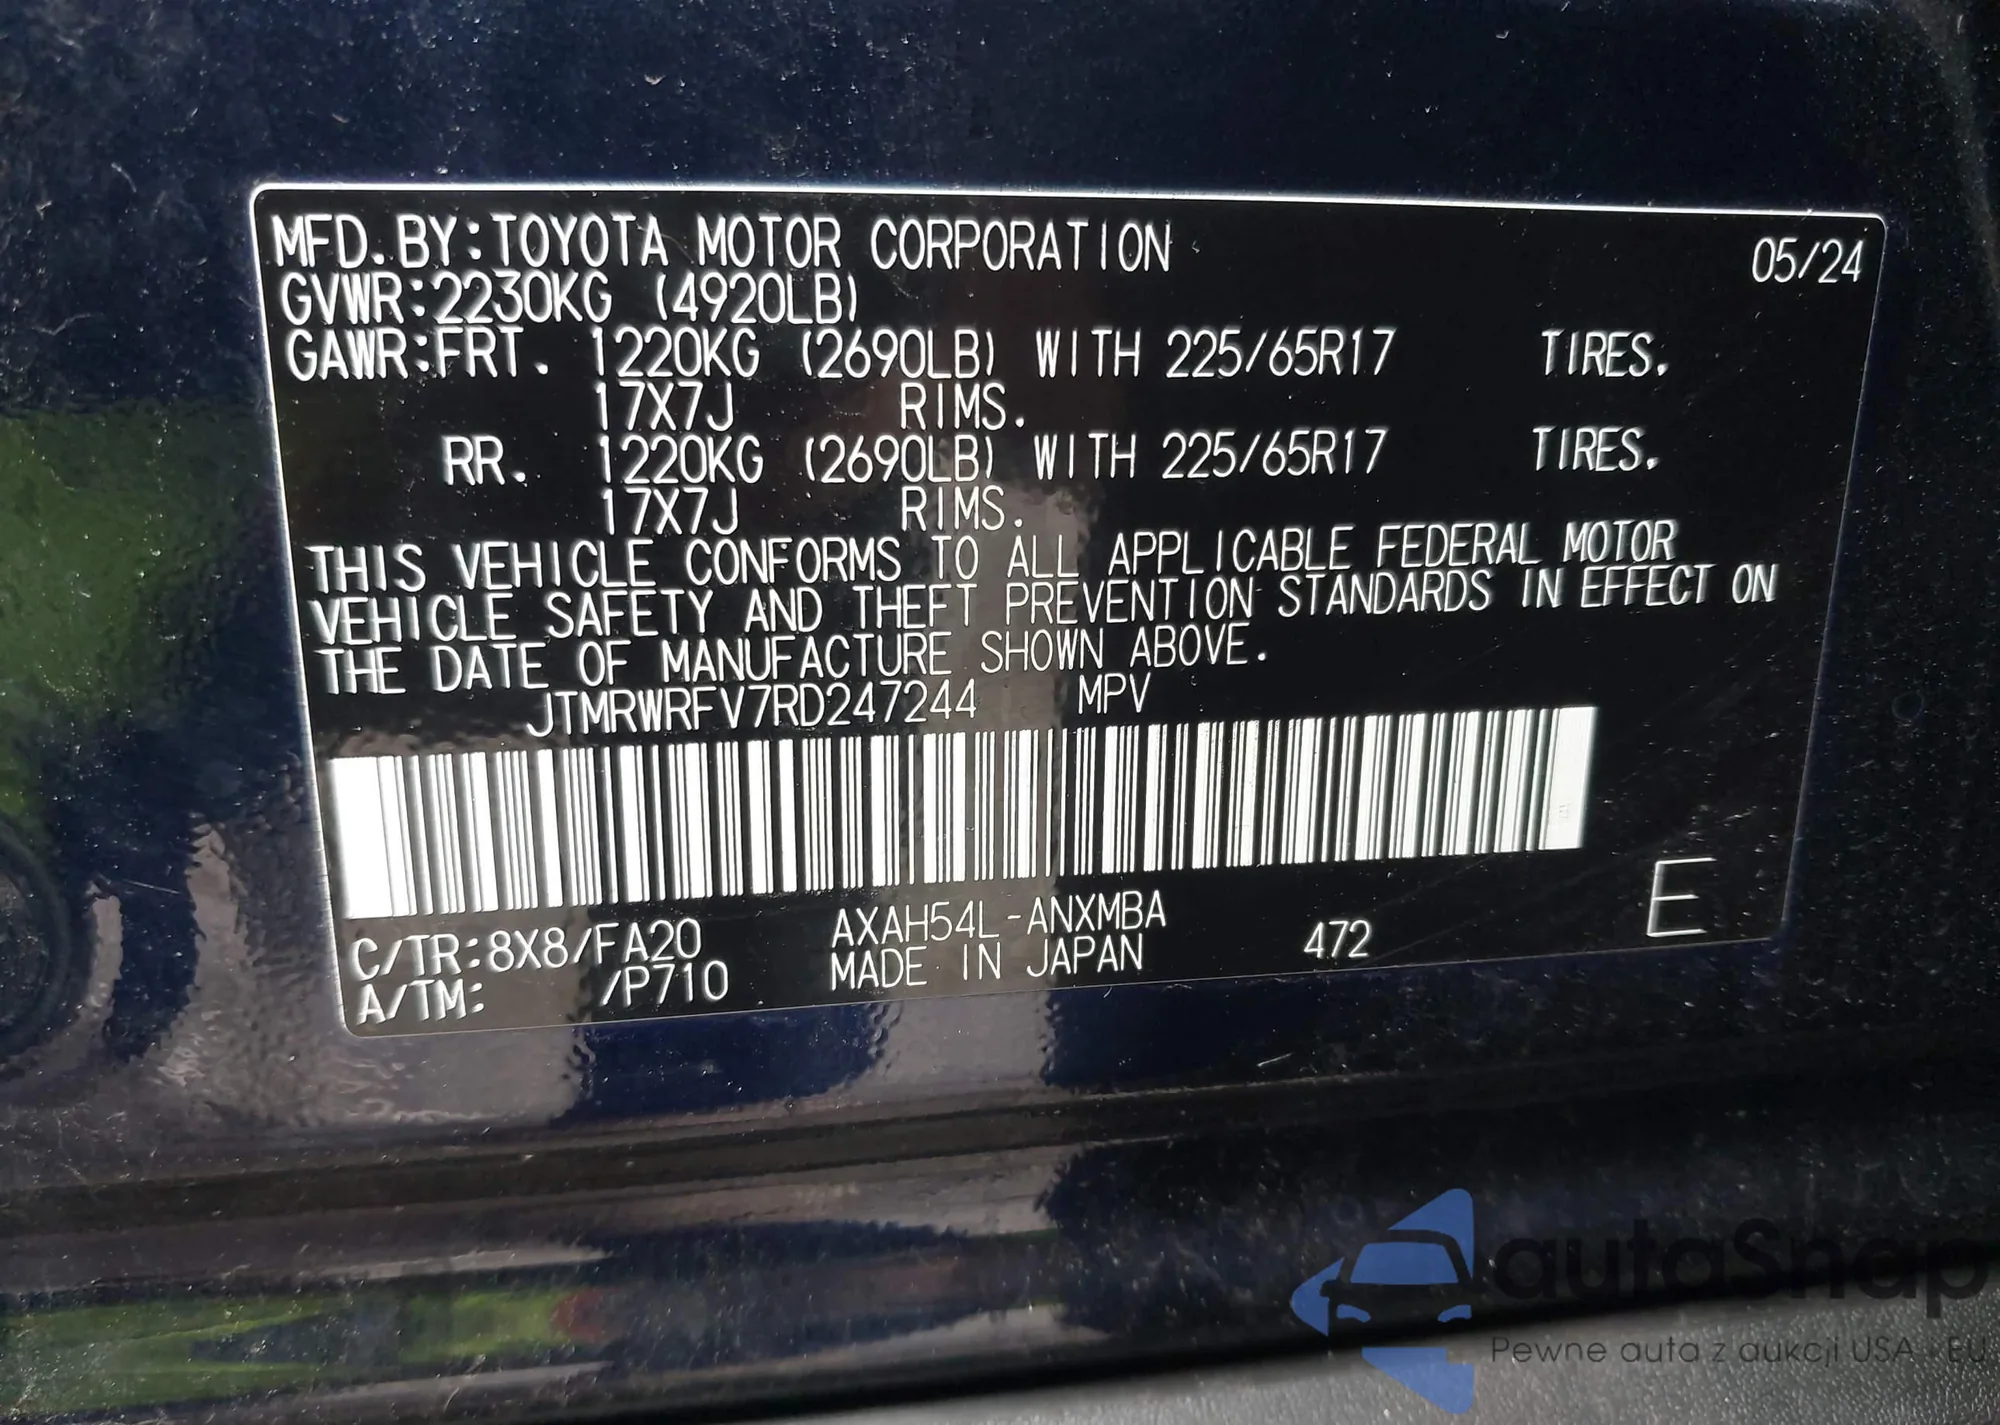 MFD. BY:TOYOTA MOTOR CORPORATION 05/24
GVWR:2230KG (4920LB)
GAWR:FRT. 1220KG (2690LB) WITH 225/65R17 TIRES.
17X7J RIMS.
RR. 1220KG (2690LB) WITH 225/65R17 TIRES.
17X7J RIMS.
THIS VEHICLE CONFORMS TO ALL APPLICABLE FEDERAL MOTOR
VEHICLE SAFETY AND THEFT PREVENTION STANDARDS IN EFFECT ON
THE DATE OF MANUFACTURE SHOWN ABOVE.
JTMRWRFV7RD247244 MPV
C/TR:8X8/FA20 AXAH54L-ANXMBA 472 E
A/TM: /P710 MADE IN JAPAN
autaSnap
Pewne auta z aukcji USA - EU